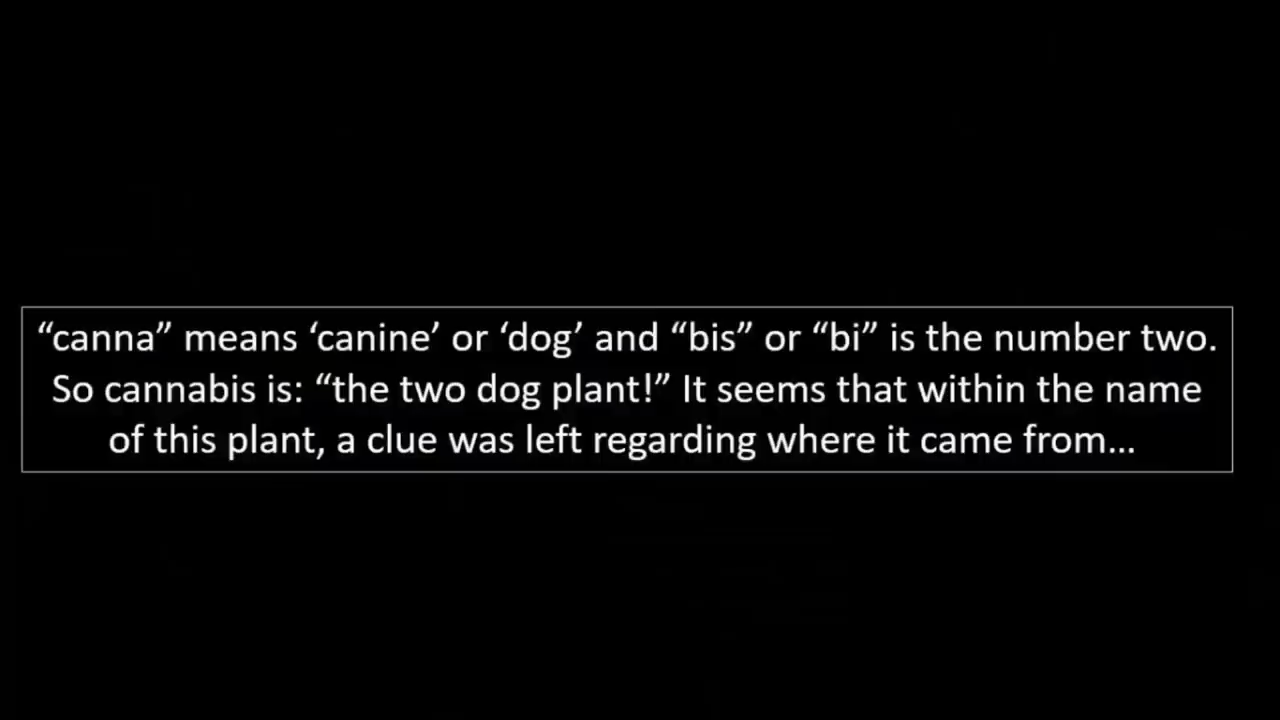 “canna” means ‘canine’ or ‘dog’ and “bis” or “bi” is the number two.
So cannabis is: “the two dog plant!” It seems that within the name
of this plant, a clue was left regarding where it came from...